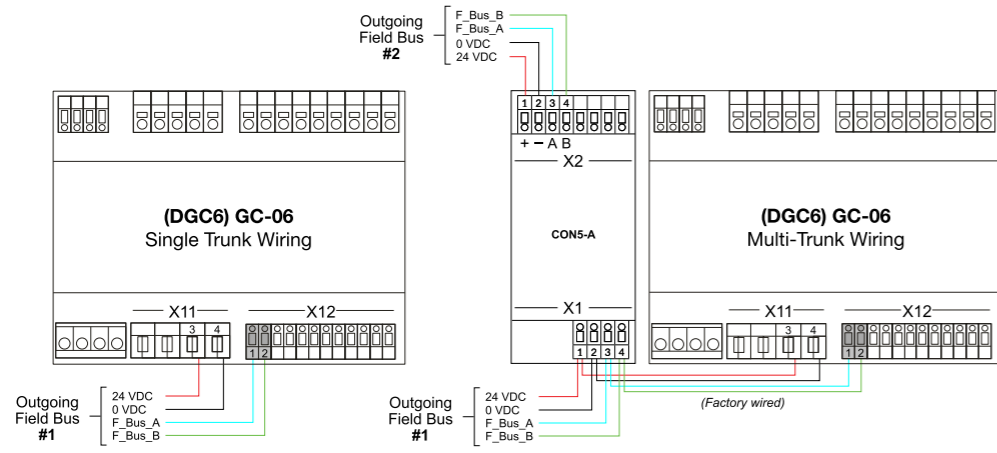 Outgoing
Field Bus
#2
F_Bus_B
F_Bus_A
0 VDC
24 VDC
1 2 3 4
+ − A B
X2
(DGC6) GC-06
Single Trunk Wiring
CON5-A
(DGC6) GC-06
Multi-Trunk Wiring
X11
X12
3 4
1 2
X1
1 2 3 4
X11
X12
3 4
1 2
Outgoing
Field Bus
#1
24 VDC
0 VDC
F_Bus_A
F_Bus_B
Outgoing
Field Bus
#1
24 VDC
0 VDC
F_Bus_A
F_Bus_B
(Factory wired)